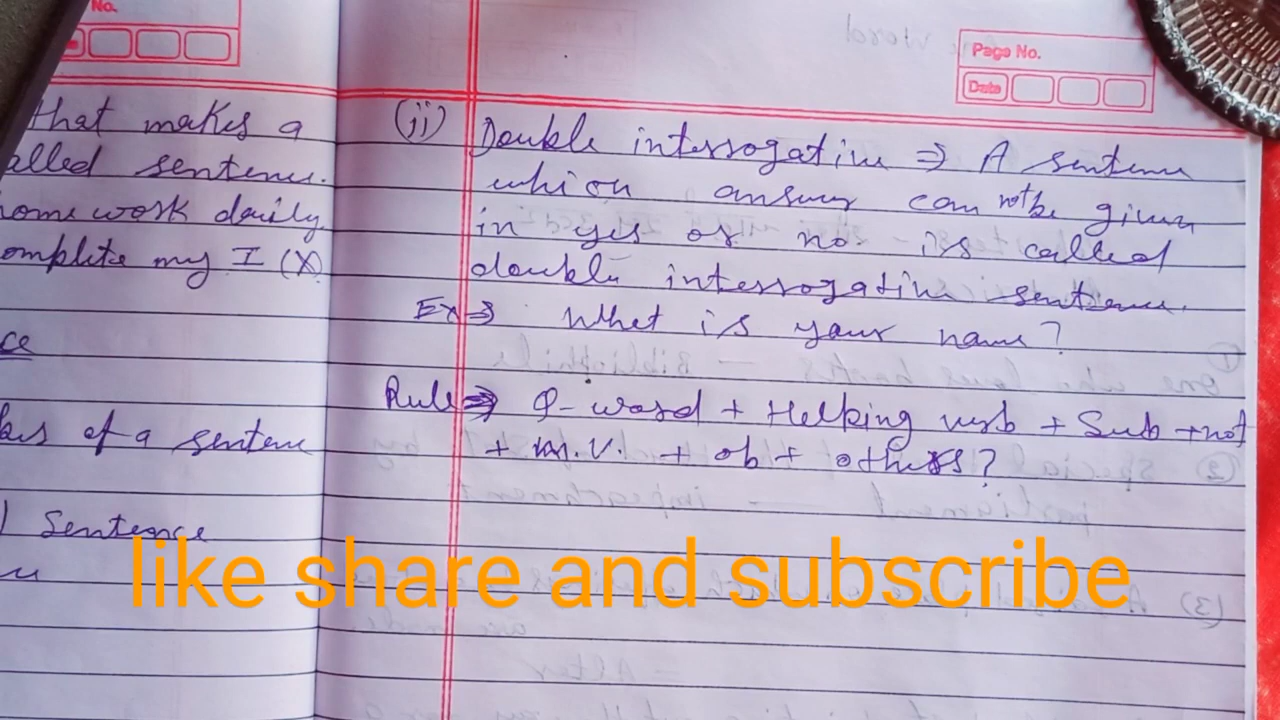 No.
that makes a
alled sentence.
home work daily.
omplete my I (X)
ce
of a sentence
) Sentence
Page No.
Date
(ii) Double interrogative ⇒ A sentence
which answer can not be given
in yes or no is called
double interrogative sentence.
Ex → What is your name?
Rule ⇒ Q-word + Helking verb + Sub + not
+ m.v. + ob + others?
like share and subscribe